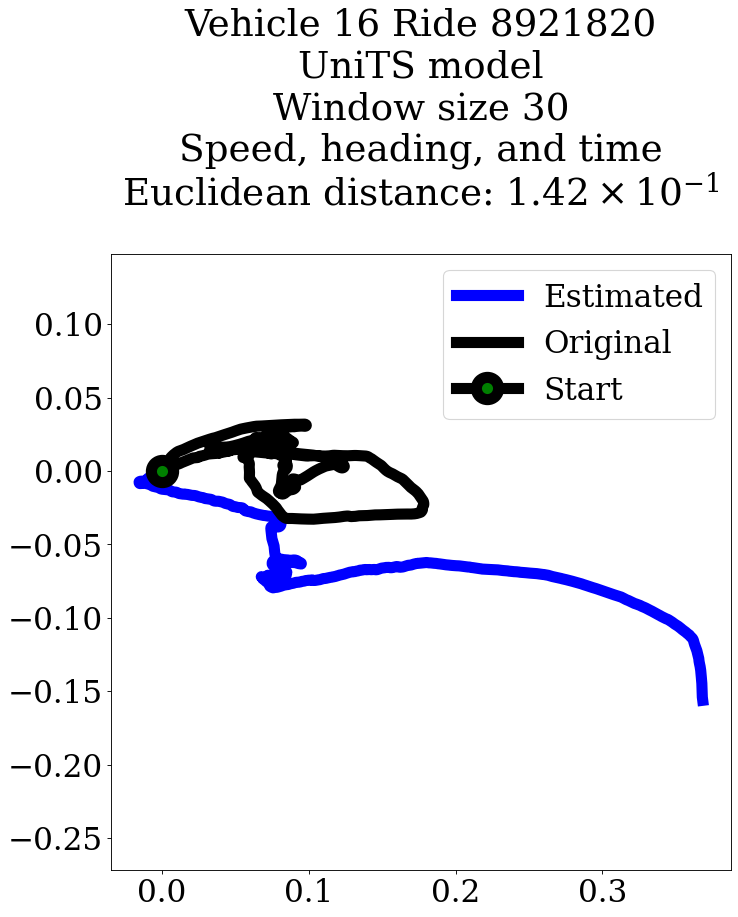 Vehicle 16 Ride 8921820
UniTS model
Window size 30
Speed, heading, and time
Euclidean distance: 1.42 × 10⁻¹
Estimated
Original
Start
0.10
0.05
0.00
−0.05
−0.10
−0.15
−0.20
−0.25
0.0 0.1 0.2 0.3